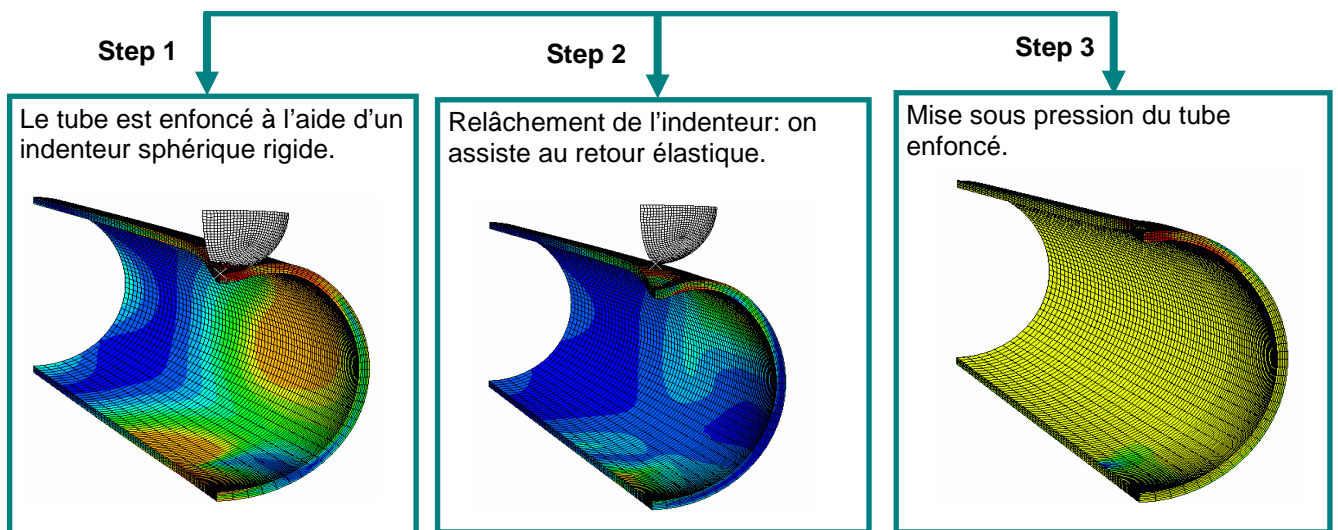 Step 1
Le tube est enfoncé à l’aide d’un
indenteur sphérique rigide.
Step 2
Relâchement de l’indenteur: on
assiste au retour élastique.
Step 3
Mise sous pression du tube
enfoncé.